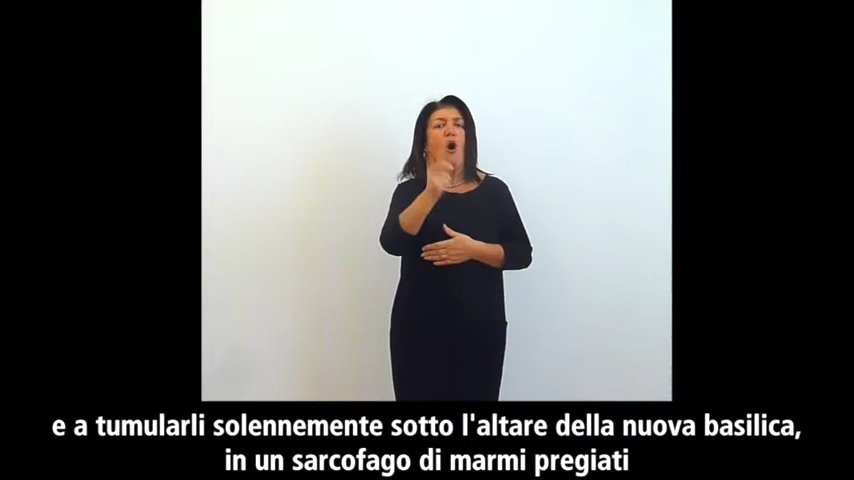 e a tumularli solennemente sotto l'altare della nuova basilica,
in un sarcofago di marmi pregiati